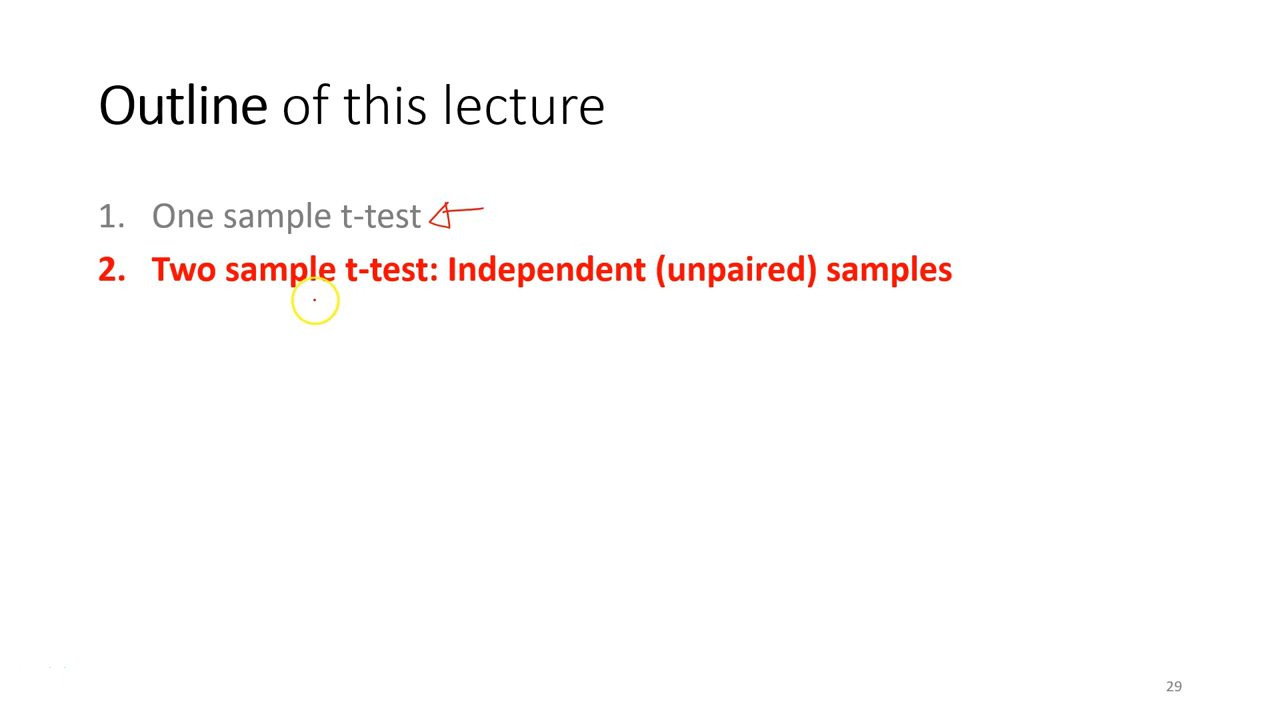 Outline of this lecture
1. One sample t-test
2. Two sample t-test: Independent (unpaired) samples
29